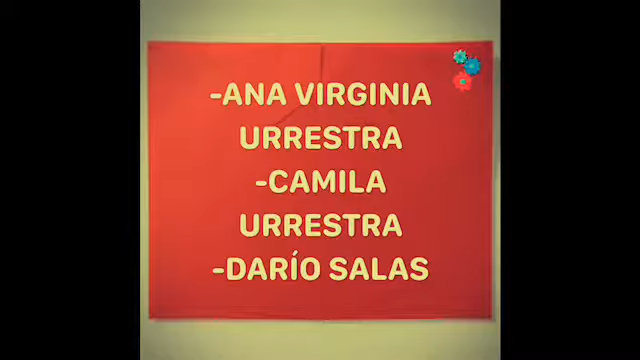 -ANA VIRGINIA
URRESTRA
-CAMILA
URRESTRA
-DARÍO SALAS